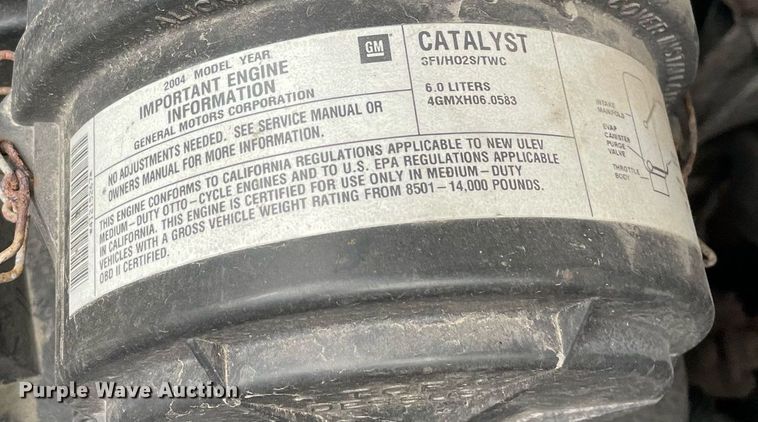 2004 MODEL YEAR
IMPORTANT ENGINE
INFORMATION
GENERAL MOTORS CORPORATION
GM
NO ADJUSTMENTS NEEDED. SEE SERVICE MANUAL OR
OWNERS MANUAL FOR MORE INFORMATION.
CATALYST
SFI/HO2S/TWC
6.0 LITERS
4GMXH06.0583
THIS ENGINE CONFORMS TO CALIFORNIA REGULATIONS APPLICABLE TO NEW ULEV
MEDIUM-DUTY OTTO-CYCLE ENGINES AND TO U.S. EPA REGULATIONS APPLICABLE
IN CALIFORNIA. THIS ENGINE IS CERTIFIED FOR USE ONLY IN MEDIUM-DUTY
VEHICLES WITH A GROSS VEHICLE WEIGHT RATING FROM 8501-14,000 POUNDS.
OBD II CERTIFIED.
INTAKE
MANIFOLD
EVAP
CANISTER
PURGE
VALVE
THROTTLE
BODY
COVER
Purple Wave Auction